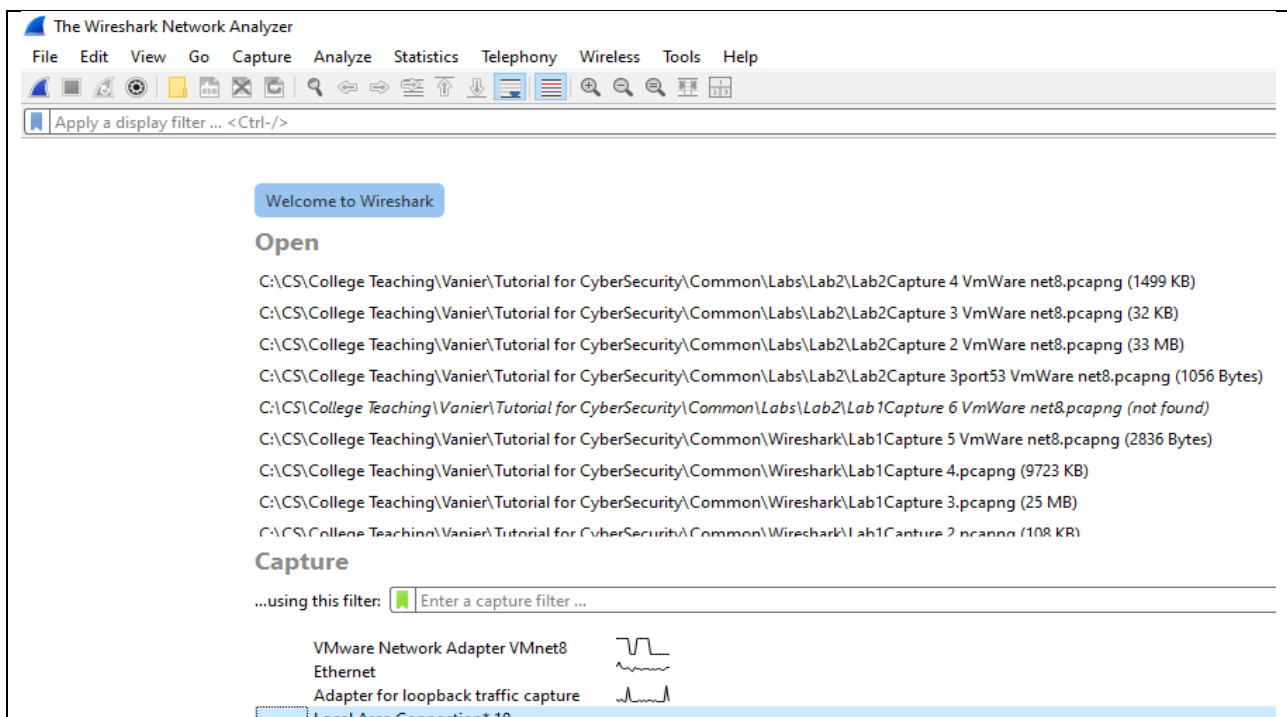 The Wireshark Network Analyzer
File Edit View Go Capture Analyze Statistics Telephony Wireless Tools Help
Apply a display filter ... <Ctrl-/>
Welcome to Wireshark
Open
C:\CS\College Teaching\Vanier\Tutorial for CyberSecurity\Common\Labs\Lab2\Lab2Capture 4 VmWare net8.pcapng (1499 KB)
C:\CS\College Teaching\Vanier\Tutorial for CyberSecurity\Common\Labs\Lab2\Lab2Capture 3 VmWare net8.pcapng (32 KB)
C:\CS\College Teaching\Vanier\Tutorial for CyberSecurity\Common\Labs\Lab2\Lab2Capture 2 VmWare net8.pcapng (33 MB)
C:\CS\College Teaching\Vanier\Tutorial for CyberSecurity\Common\Labs\Lab2\Lab2Capture 3port53 VmWare net8.pcapng (1056 Bytes)
C:\CS\College Teaching\Vanier\Tutorial for CyberSecurity\Common\Labs\Lab2\Lab1Capture 6 VmWare net8.pcapng (not found)
C:\CS\College Teaching\Vanier\Tutorial for CyberSecurity\Common\Wireshark\Lab1Capture 5 VmWare net8.pcapng (2836 Bytes)
C:\CS\College Teaching\Vanier\Tutorial for CyberSecurity\Common\Wireshark\Lab1Capture 4.pcapng (9723 KB)
C:\CS\College Teaching\Vanier\Tutorial for CyberSecurity\Common\Wireshark\Lab1Capture 3.pcapng (25 MB)
C:\CS\College Teaching\Vanier\Tutorial for CyberSecurity\Common\Wireshark\Lab1Capture 2.pcapng (108 KB)
Capture
...using this filter: Enter a capture filter ...
VMware Network Adapter VMnet8
Ethernet
Adapter for loopback traffic capture
Local Area Connection* 10